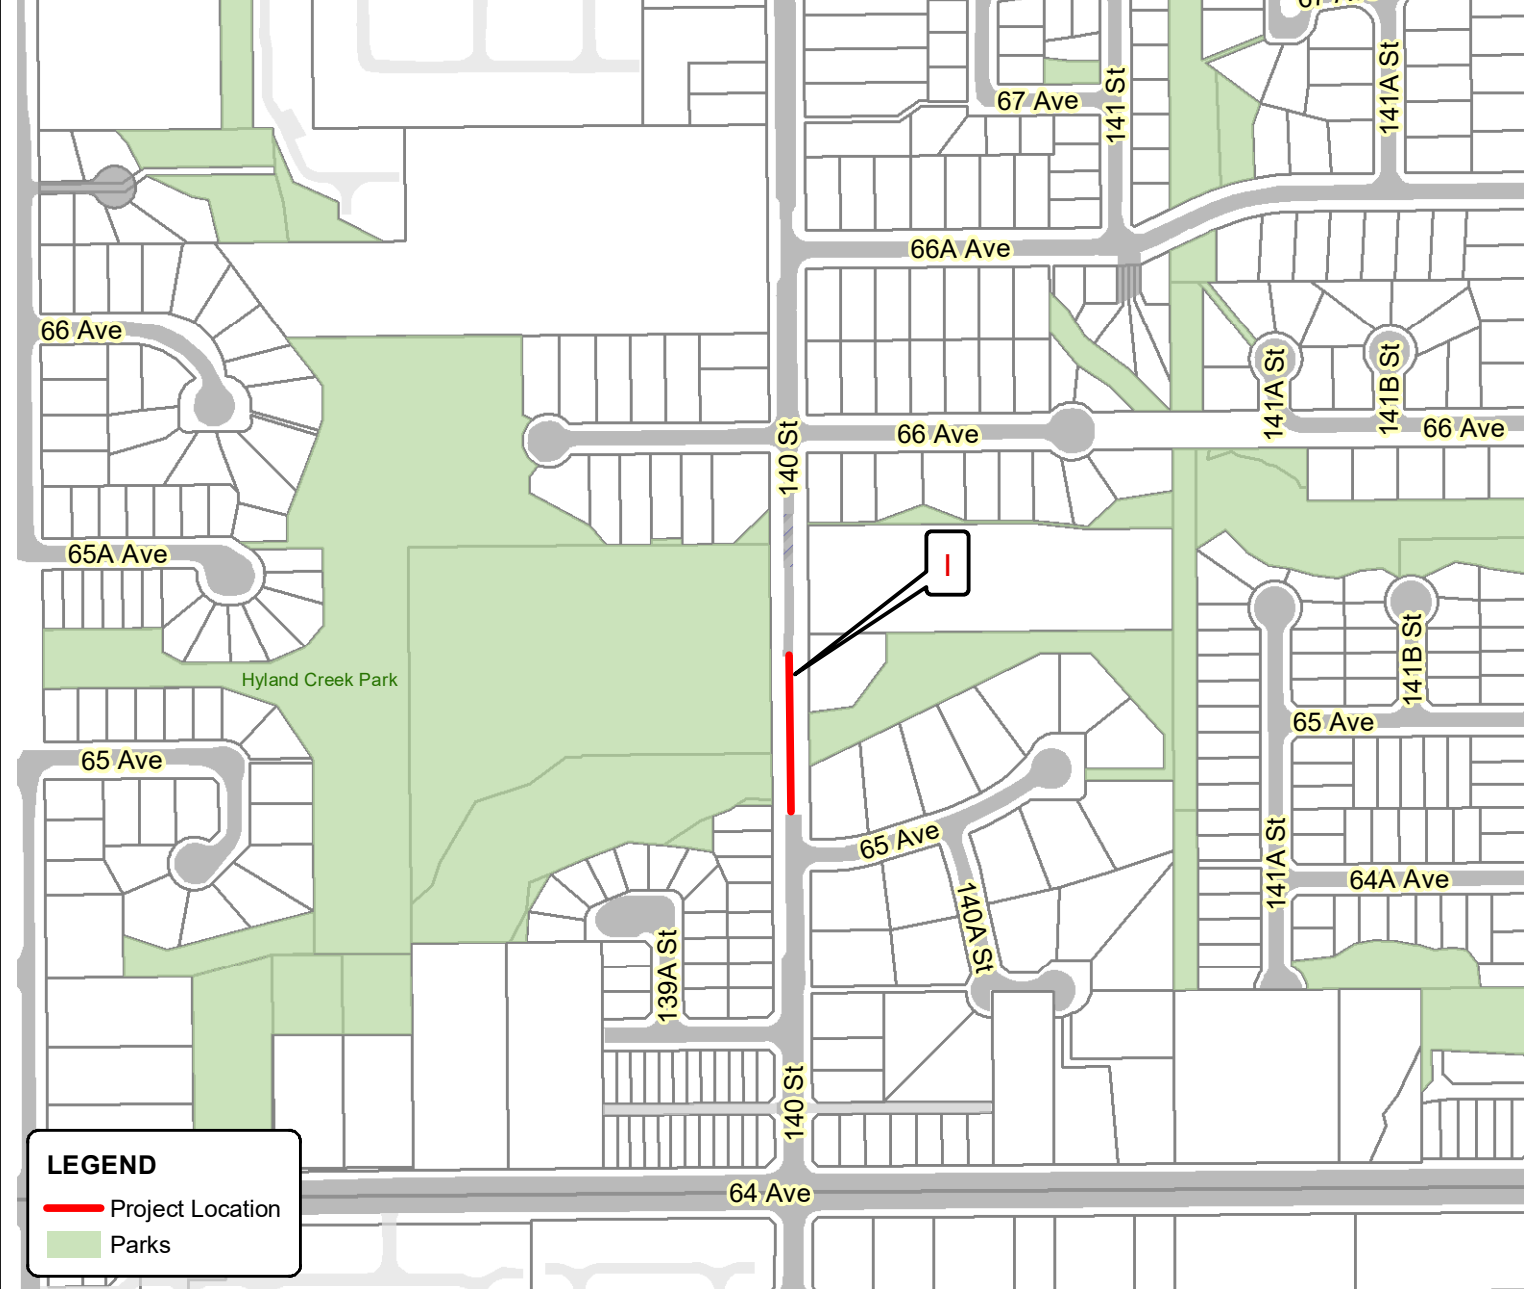 67 Ave
141A St
141 St
67 Ave
66A Ave
66 Ave
141A St
141B St
140 St
66 Ave
66 Ave
65A Ave
I
141B St
Hyland Creek Park
65 Ave
65 Ave
65 Ave
141A St
64A Ave
140A St
139A St
140 St
64 Ave
LEGEND
Project Location
Parks